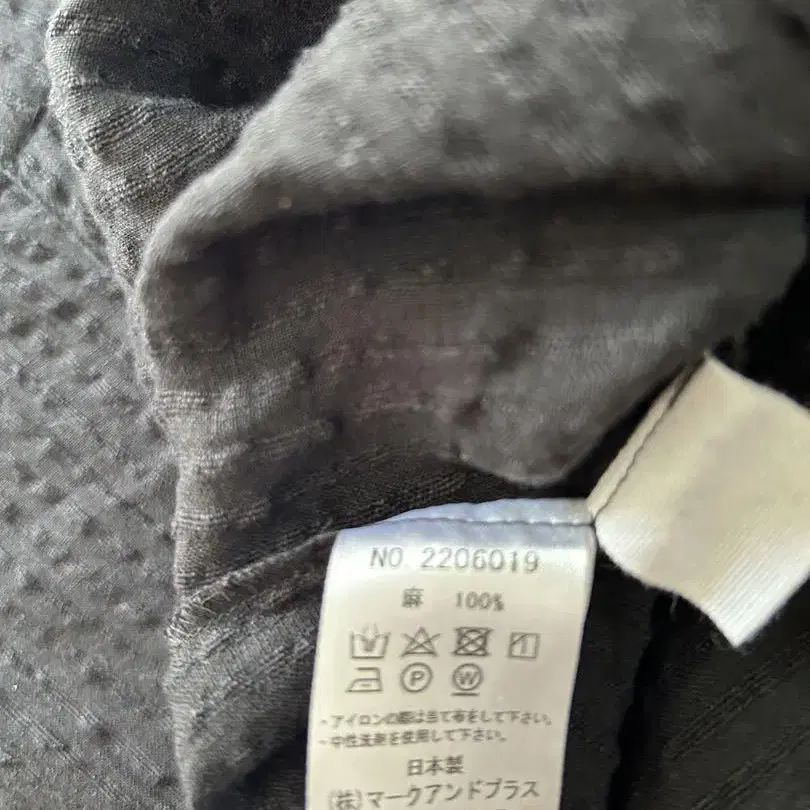 NO 2206019
麻 100%
P W
・アイロンの際は当て布をして下さい。
・中性洗剤を使用して下さい。
日本製
(株)マークアンドプラス